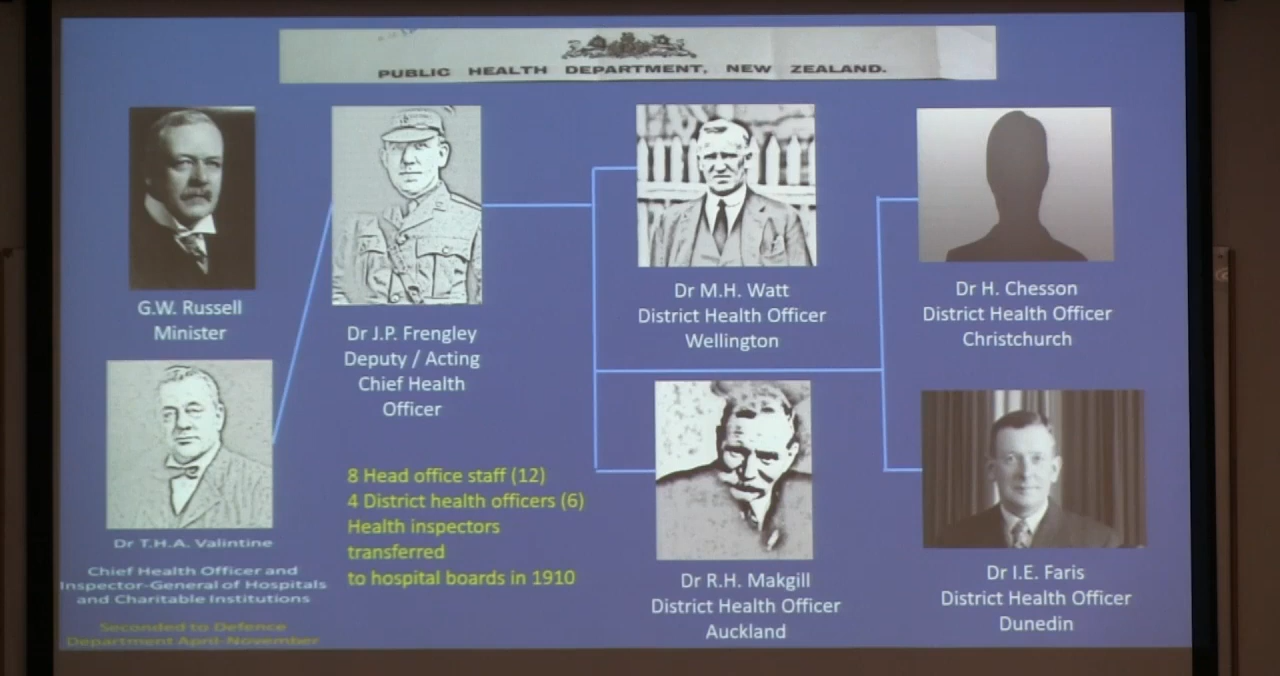 PUBLIC HEALTH DEPARTMENT, NEW ZEALAND.
G.W. Russell
Minister
Dr T.H.A. Valintine
Chief Health Officer and
Inspector-General of Hospitals
and Charitable Institutions
Seconded to Defence
Department April-November
Dr J.P. Frengley
Deputy / Acting
Chief Health
Officer
8 Head office staff (12)
4 District health officers (6)
Health inspectors
transferred
to hospital boards in 1910
Dr M.H. Watt
District Health Officer
Wellington
Dr R.H. Makgill
District Health Officer
Auckland
Dr H. Chesson
District Health Officer
Christchurch
Dr I.E. Faris
District Health Officer
Dunedin